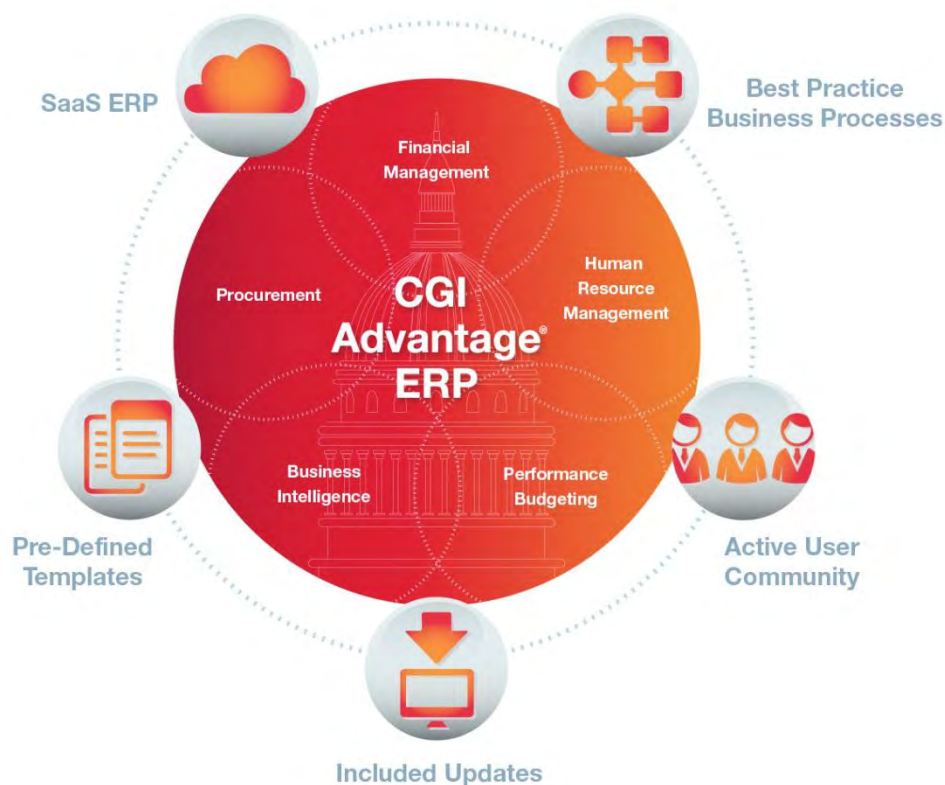 SaaS ERP
Best Practice
Business Processes
Financial
Management
Procurement
Human
Resource
Management
CGI
Advantage®
ERP
Business
Intelligence
Performance
Budgeting
Pre-Defined
Templates
Active User
Community
Included Updates